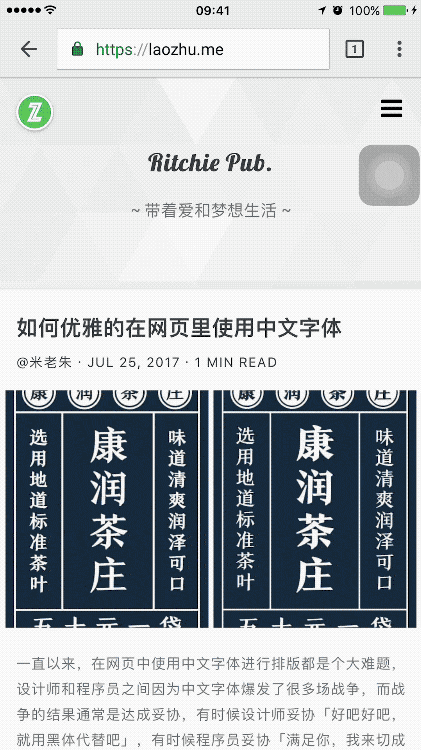 09:41
100%
https://laozhu.me
1
Z
Ritchie Pub.
~ 带着爱和梦想生活 ~
如何优雅的在网页里使用中文字体
@米老朱 · JUL 25, 2017 · 1 MIN READ
康润茶庄
味道清爽润泽可口
康润茶庄
选用地道标准茶叶
五十元一袋
康润茶庄
味道清爽润泽可口
康润茶庄
选用地道标准茶叶
五十元一袋
一直以来，在网页中使用中文字体进行排版都是个大难题，
设计师和程序员之间因为中文字体爆发了很多场战争，而战
争的结果通常是达成妥协，有时候设计师妥协「好吧好吧，
就用黑体代替吧」，有时候程序员妥协「满足你，我来切成